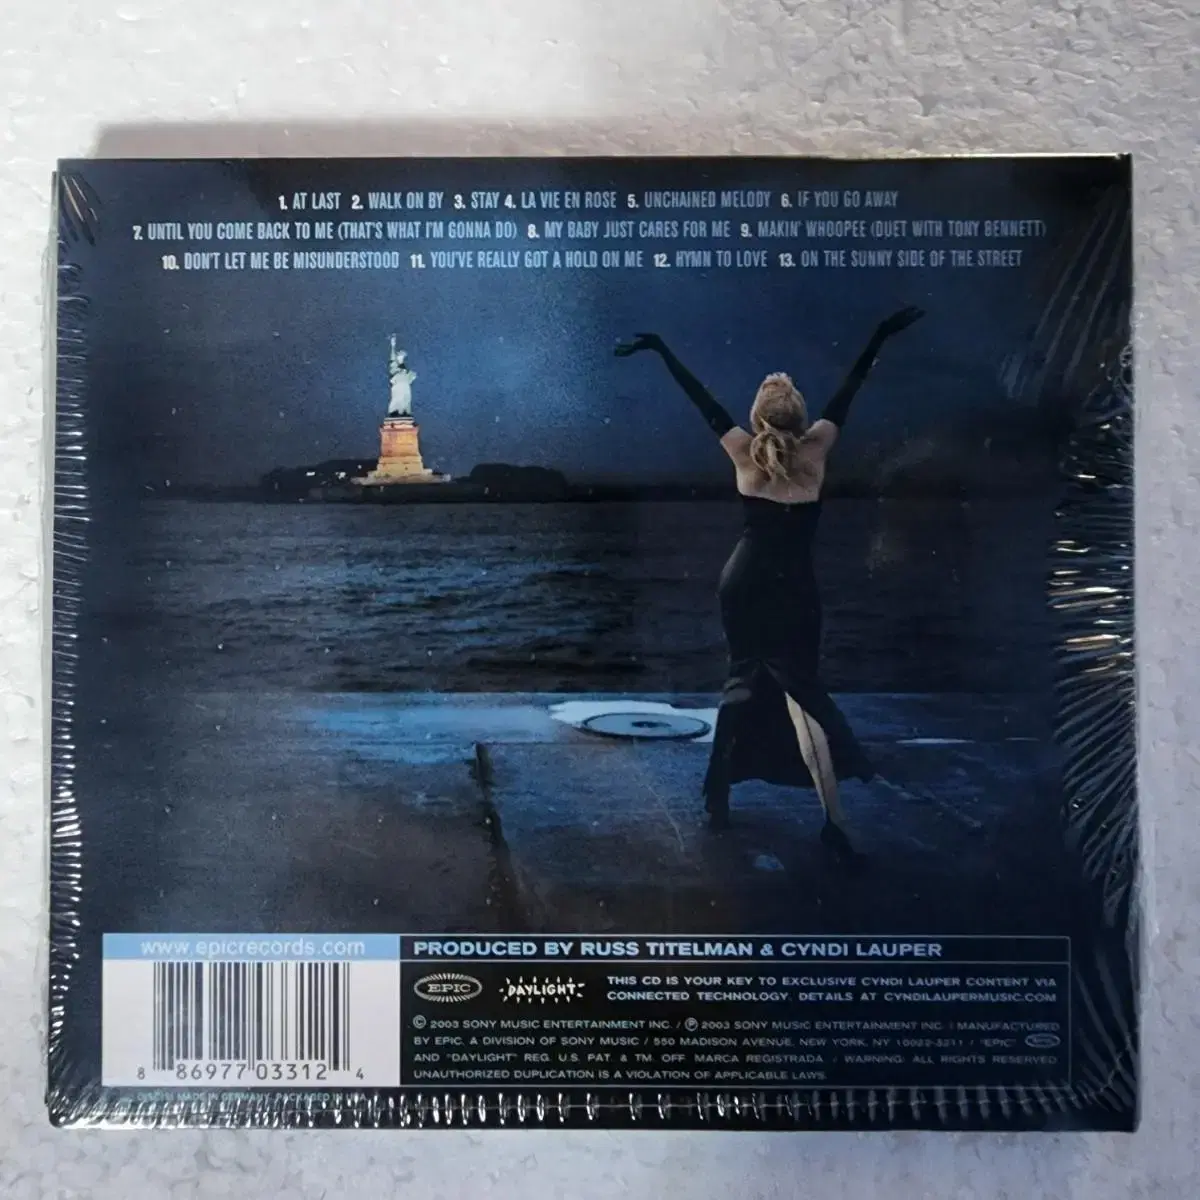 1. AT LAST 2. WALK ON BY 3. STAY 4. LA VIE EN ROSE 5. UNCHAINED MELODY 6. IF YOU GO AWAY
7. UNTIL YOU COME BACK TO ME (THAT'S WHAT I'M GONNA DO) 8. MY BABY JUST CARES FOR ME 9. MAKIN' WHOOPEE (DUET WITH TONY BENNETT)
10. DON'T LET ME BE MISUNDERSTOOD 11. YOU'VE REALLY GOT A HOLD ON ME 12. HYMN TO LOVE 13. ON THE SUNNY SIDE OF THE STREET
www.epicrecords.com
8 86977 03312 4
PRODUCED BY RUSS TITELMAN & CYNDI LAUPER
EPIC
DAYLIGHT
THIS CD IS YOUR KEY TO EXCLUSIVE CYNDI LAUPER CONTENT VIA
CONNECTED TECHNOLOGY. DETAILS AT CYNDILAUPERMUSIC.COM
© 2003 SONY MUSIC ENTERTAINMENT INC. / ℗ 2003 SONY MUSIC ENTERTAINMENT INC. / MANUFACTURED
BY EPIC, A DIVISION OF SONY MUSIC / 550 MADISON AVENUE, NEW YORK, NY 10022-3211 / "EPIC" EPIC
AND "DAYLIGHT" REG. U.S. PAT. & TM. OFF. MARCA REGISTRADA / WARNING: ALL RIGHTS RESERVED.
UNAUTHORIZED DUPLICATION IS A VIOLATION OF APPLICABLE LAWS.
DISC(S) MADE IN GERMANY. PACKAGED IN